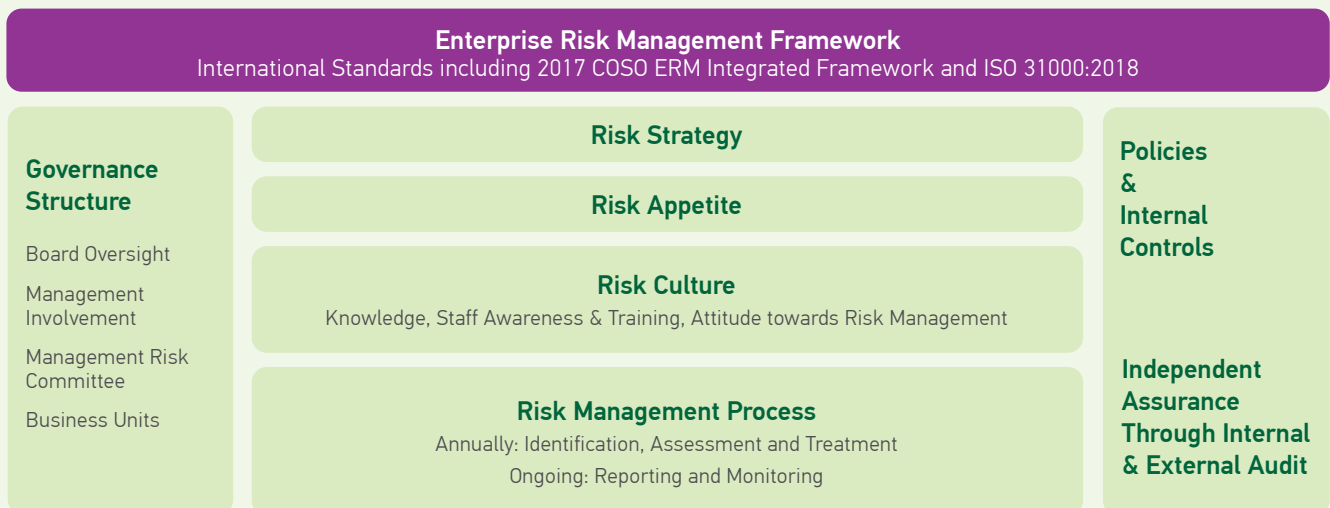 Enterprise Risk Management Framework
International Standards including 2017 COSO ERM Integrated Framework and ISO 31000:2018
Governance
Structure
Board Oversight
Management
Involvement
Management Risk
Committee
Business Units
Risk Strategy
Risk Appetite
Risk Culture
Knowledge, Staff Awareness & Training, Attitude towards Risk Management
Risk Management Process
Annually: Identification, Assessment and Treatment
Ongoing: Reporting and Monitoring
Policies
&
Internal
Controls
Independent
Assurance
Through Internal
& External Audit